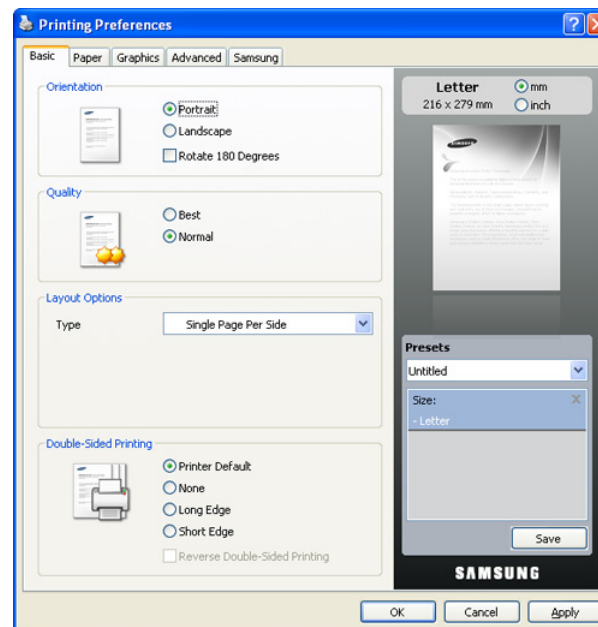 Printing Preferences
Basic Paper Graphics Advanced Samsung
Orientation
Portrait
Landscape
Rotate 180 Degrees
Quality
Best
Normal
Layout Options
Type Single Page Per Side
Double-Sided Printing
Printer Default
None
Long Edge
Short Edge
Reverse Double-Sided Printing
Letter
216 x 279 mm
mm
inch
SAMSUNG
Presets
Untitled
Size:
- Letter
Save
SAMSUNG
OK Cancel Apply